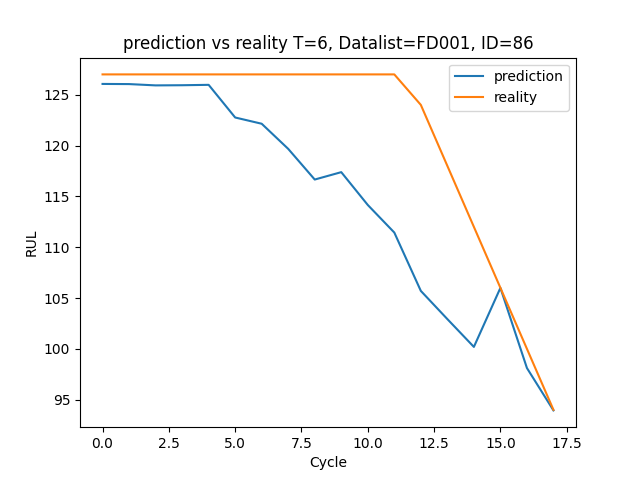 prediction vs reality T=6, Datalist=FD001, ID=86
prediction
reality
RUL
125
120
115
110
105
100
95
0.0 2.5 5.0 7.5 10.0 12.5 15.0 17.5
Cycle